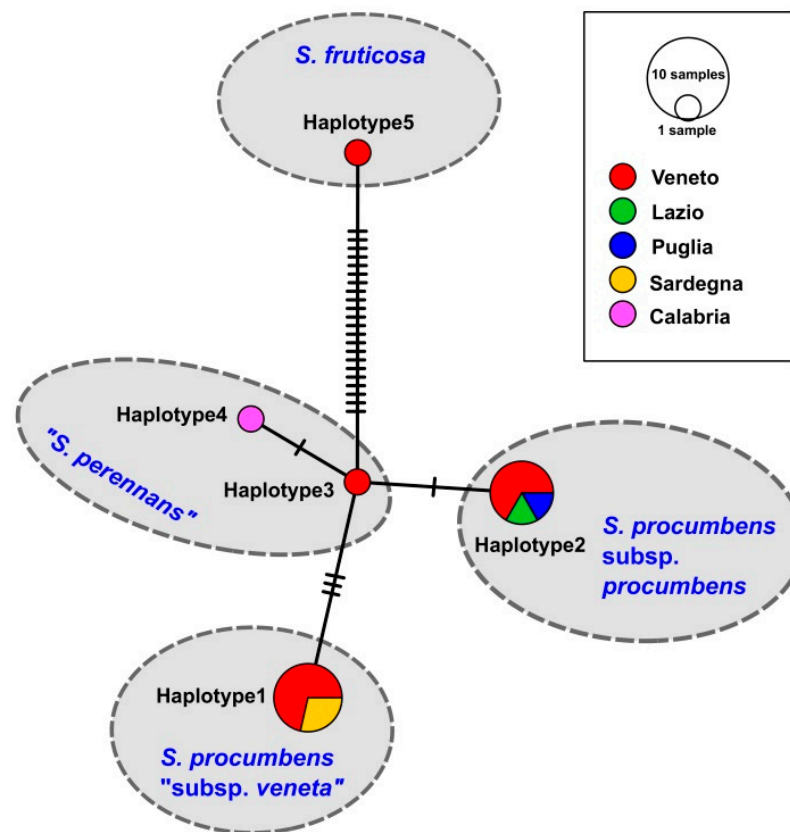 S. fruticosa
Haplotype5
10 samples
1 sample
Veneto
Lazio
Puglia
Sardegna
Calabria
Haplotype4
"S. perennans"
Haplotype3
Haplotype2
S. procumbens
subsp.
procumbens
Haplotype1
S. procumbens
"subsp. veneta"